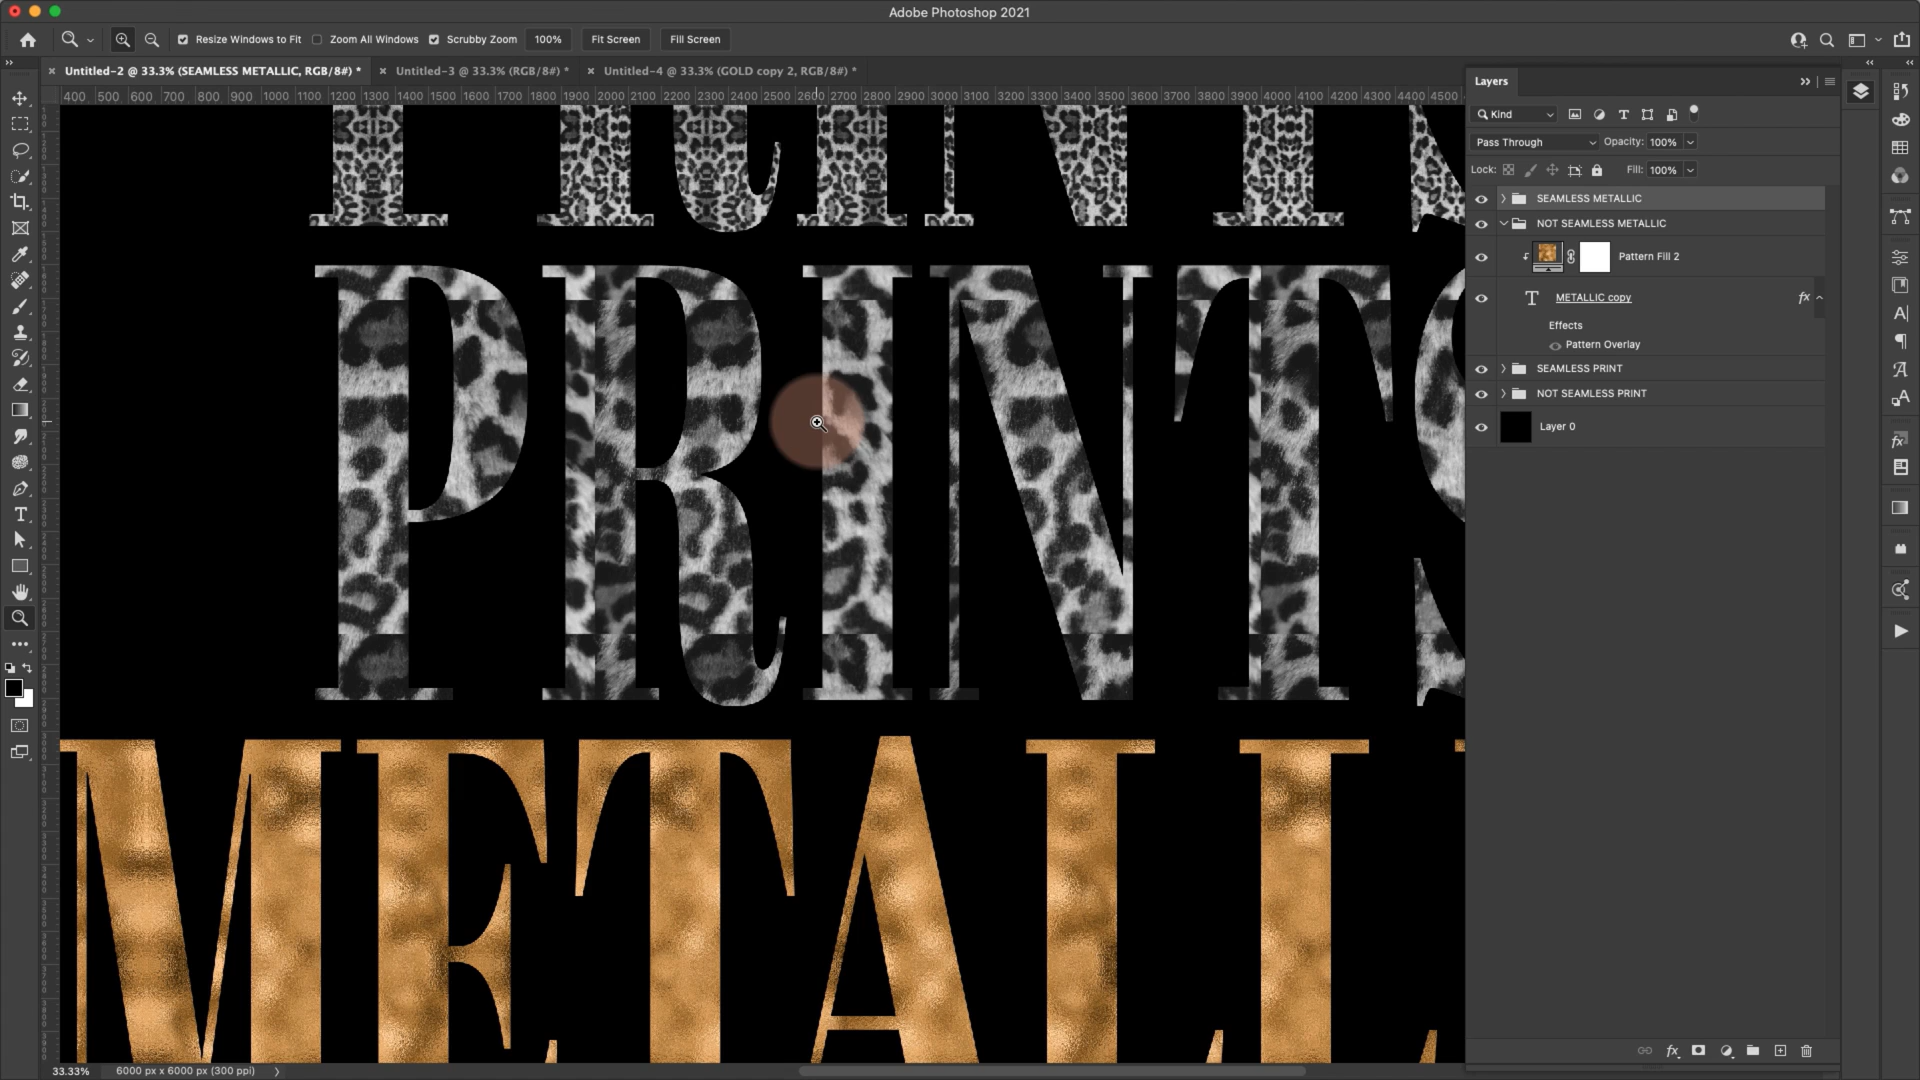 Adobe Photoshop 2021
Resize Windows to Fit Zoom All Windows Scrubby Zoom 100% Fit Screen Fill Screen
Untitled-2 @ 33.3% (SEAMLESS METALLIC, RGB/8#) * Untitled-3 @ 33.3% (RGB/8#) * Untitled-4 @ 33.3% (GOLD copy 2, RGB/8#) *
400 500 600 700 800 900 1000 1100 1200 1300 1400 1500 1600 1700 1800 1900 2000 2100 2200 2300 2400 2500 2700 2800 2900 3000 3100 3200 3300 3400 3500 3600 3700 3800 3900 4000 4100 4200 4300 4400 4500
Layers
Kind
Pass Through Opacity: 100%
Lock: Fill: 100%
SEAMLESS METALLIC
NOT SEAMLESS METALLIC
Pattern Fill 2
METALLIC copy fx
Effects
Pattern Overlay
SEAMLESS PRINT
NOT SEAMLESS PRINT
Layer 0
PRINTS
PRINTS
METALL
33.33% 6000 px x 6000 px (300 ppi)